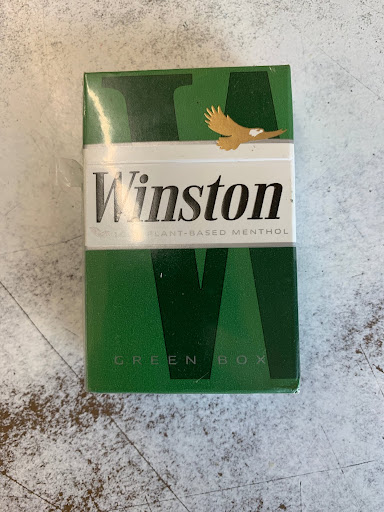 Winston
PLANT-BASED MENTHOL
GREEN BOX